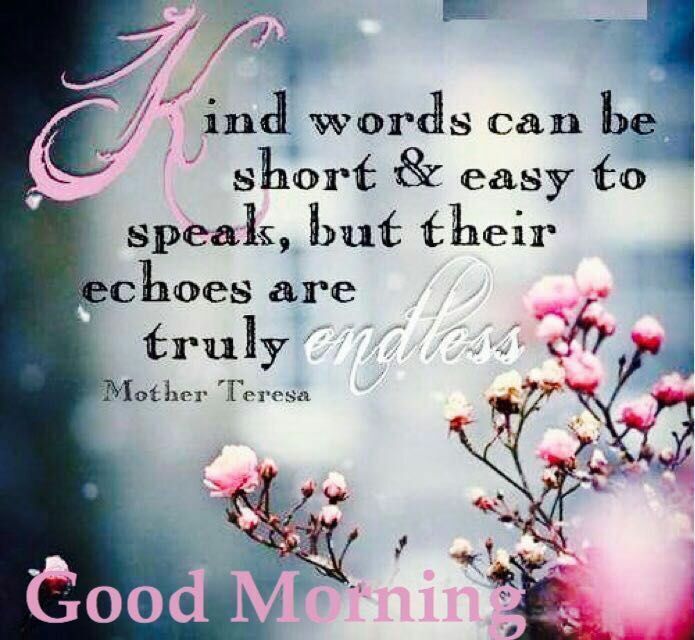 Kind words can be
short & easy to
speak, but their
echoes are
truly endless
Mother Teresa
Good Morning